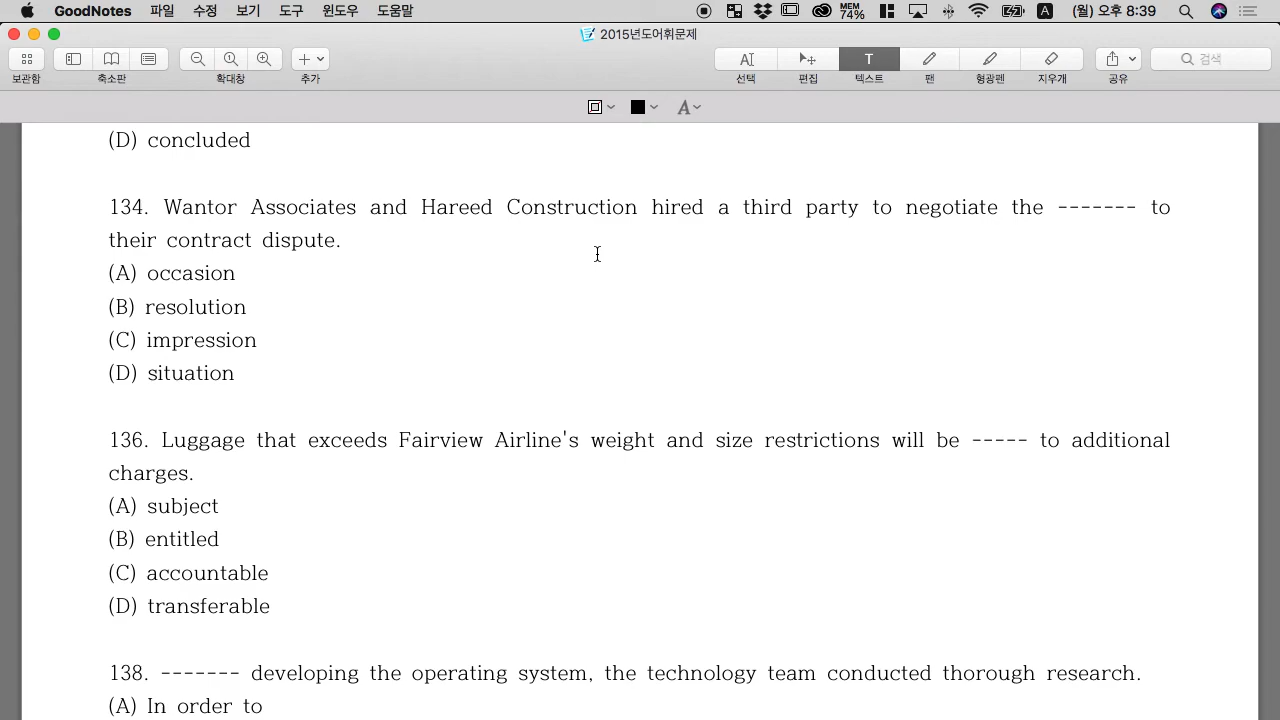 GoodNotes 파일 수정 보기 도구 윈도우 도움말 MEM 74% A (월) 오후 8:39
2015년도어휘문제
보관함 축소판 확대창 추가 선택 편집 텍스트 펜 형광펜 지우개 공유 검색
(D) concluded
134. Wantor Associates and Hareed Construction hired a third party to negotiate the ------- to
their contract dispute.
(A) occasion
(B) resolution
(C) impression
(D) situation
136. Luggage that exceeds Fairview Airline's weight and size restrictions will be ----- to additional
charges.
(A) subject
(B) entitled
(C) accountable
(D) transferable
138. ------- developing the operating system, the technology team conducted thorough research.
(A) In order to